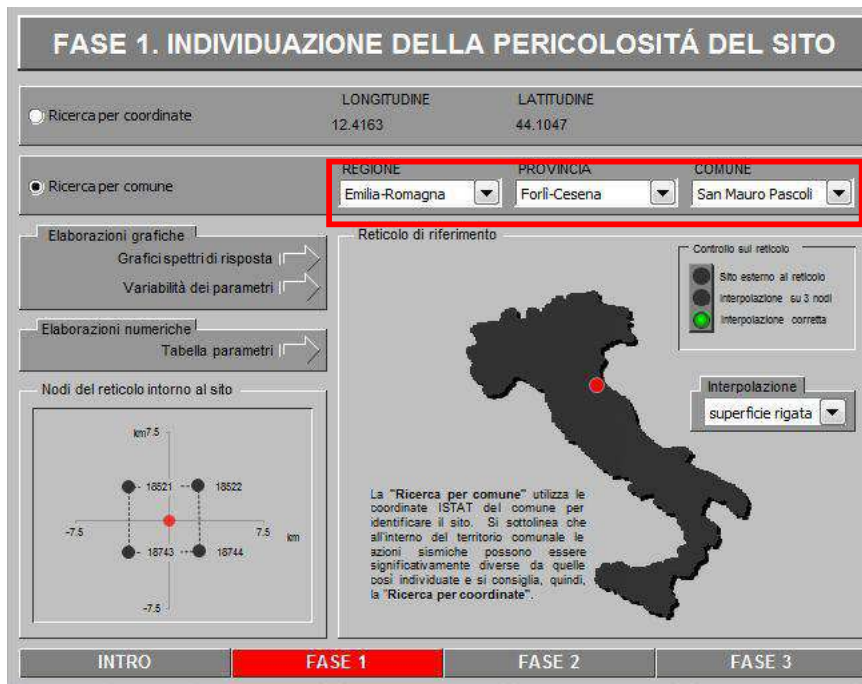 FASE 1. INDIVIDUAZIONE DELLA PERICOLOSITÁ DEL SITO
Ricerca per coordinate
LONGITUDINE
LATITUDINE
12.4163
44.1047
Ricerca per comune
REGIONE
PROVINCIA
COMUNE
Emilia-Romagna
Forlì-Cesena
San Mauro Pascoli
Elaborazioni grafiche
Grafici spettri di risposta
Variabilità dei parametri
Elaborazioni numeriche
Tabella parametri
Nodi del reticolo intorno al sito
km 7.5
18521
18522
-7.5
7.5
km
18743
18744
-7.5
Reticolo di riferimento
Controllo sul reticolo
Sito esterno al reticolo
Interpolazione su 3 nodi
Interpolazione corretta
Interpolazione
superficie rigata
La "Ricerca per comune" utilizza le
coordinate ISTAT del comune per
identificare il sito. Si sottolinea che
all'interno del territorio comunale le
azioni sismiche possono essere
significativamente diverse da quelle
così individuate e si consiglia, quindi,
la "Ricerca per coordinate".
INTRO
FASE 1
FASE 2
FASE 3